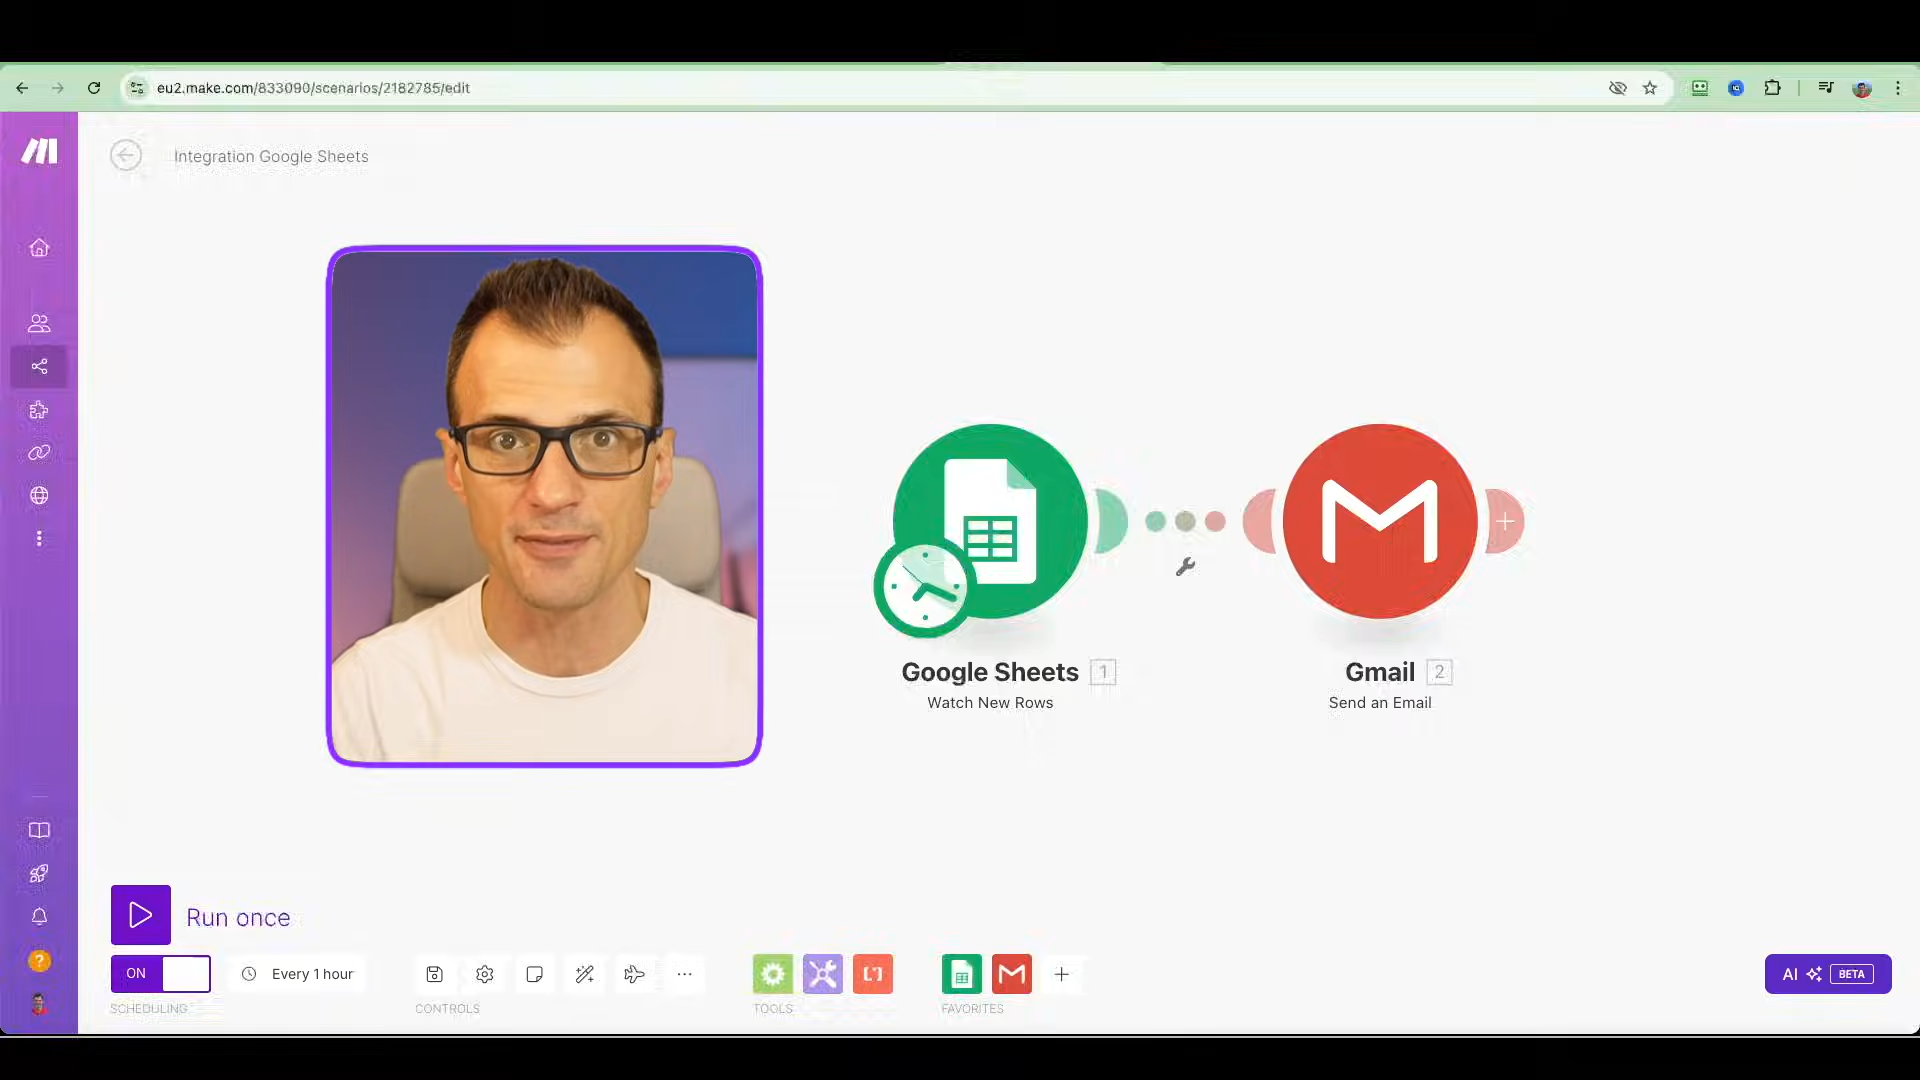 eu2.make.com/833090/scenarios/2182785/edit
Integration Google Sheets
Google Sheets 1
Watch New Rows
Gmail 2
Send an Email
Run once
ON
Every 1 hour
SCHEDULING
CONTROLS
TOOLS
FAVORITES
AI BETA